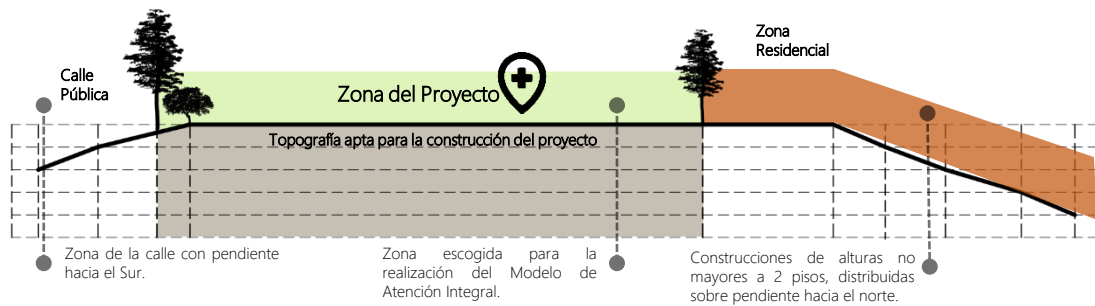 Zona
Residencial
Calle
Pública
Zona del Proyecto
Topografía apta para la construcción del proyecto
Zona de la calle con pendiente
hacia el Sur.
Zona escogida para la
realización del Modelo de
Atención Integral.
Construcciones de alturas no
mayores a 2 pisos, distribuidas
sobre pendiente hacia el norte.